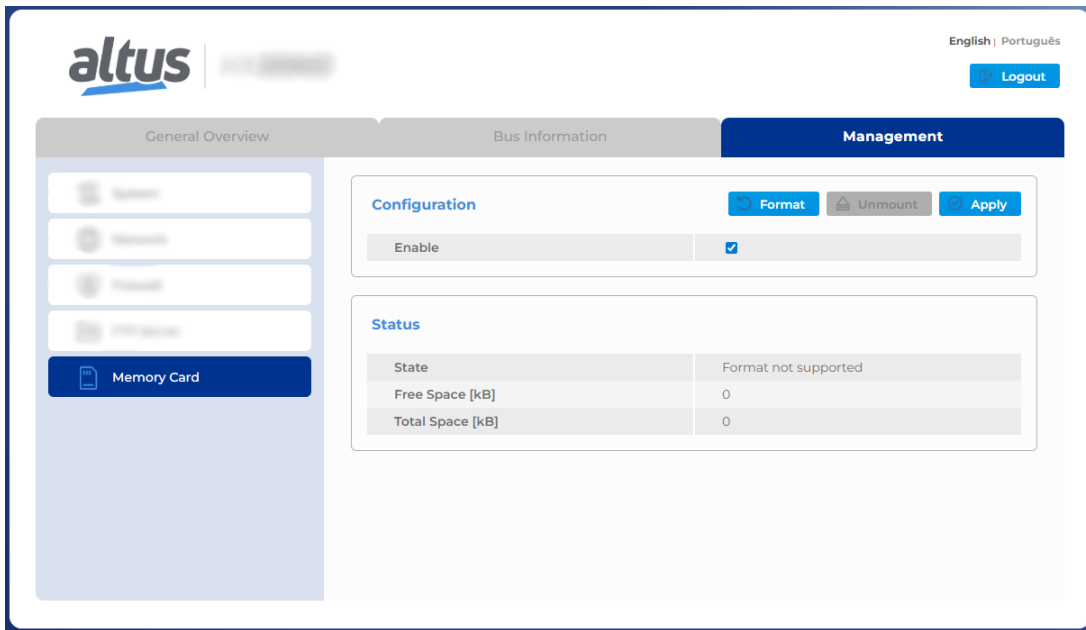 altus
English | Português
Logout
General Overview
Bus Information
Management
Configuration
Format
Unmount
Apply
Enable
Status
Memory Card
State
Format not supported
Free Space [kB]
0
Total Space [kB]
0